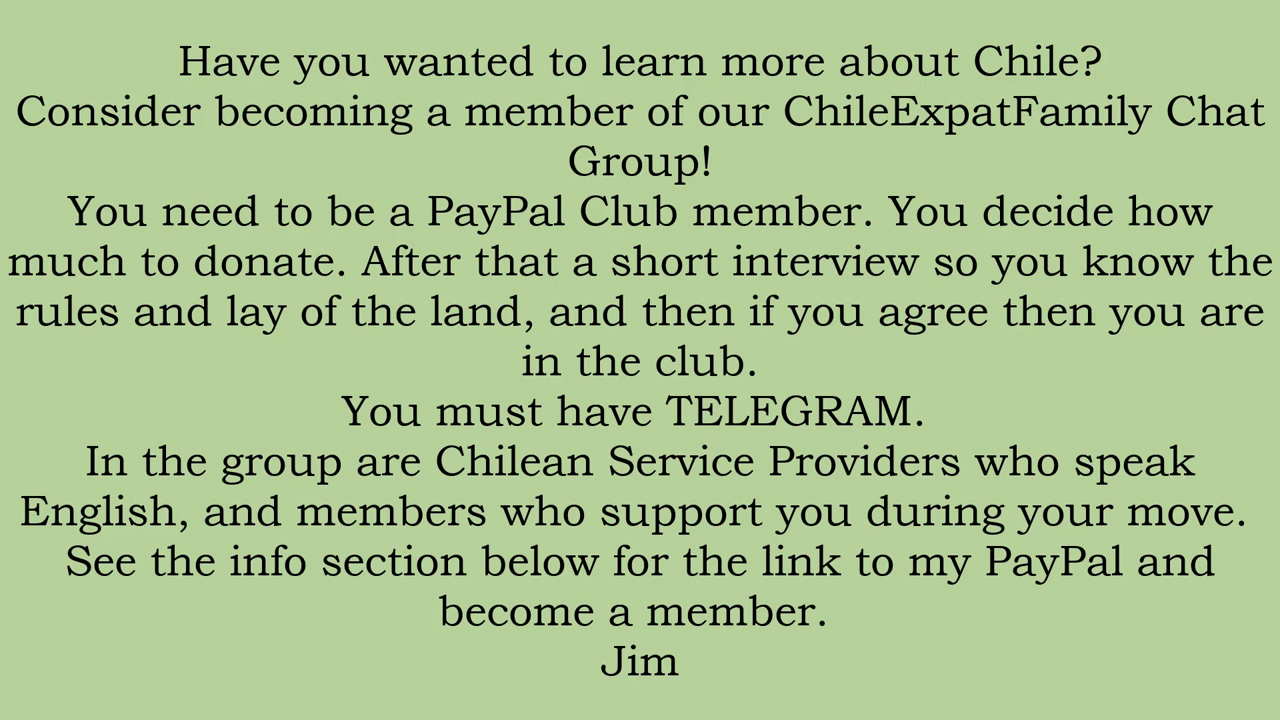 Have you wanted to learn more about Chile?
Consider becoming a member of our ChileExpatFamily Chat
Group!
You need to be a PayPal Club member. You decide how
much to donate. After that a short interview so you know the
rules and lay of the land, and then if you agree then you are
in the club.
You must have TELEGRAM.
In the group are Chilean Service Providers who speak
English, and members who support you during your move.
See the info section below for the link to my PayPal and
become a member.
Jim